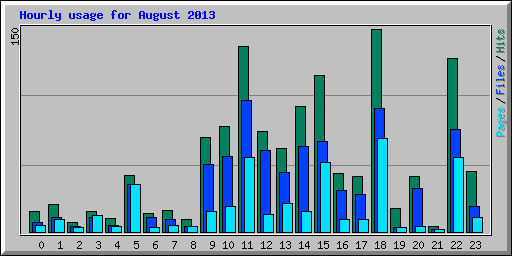 Hourly usage for August 2013
150
Pages/Files/Hits
0 1 2 3 4 5 6 7 8 9 10 11 12 13 14 15 16 17 18 19 20 21 22 23